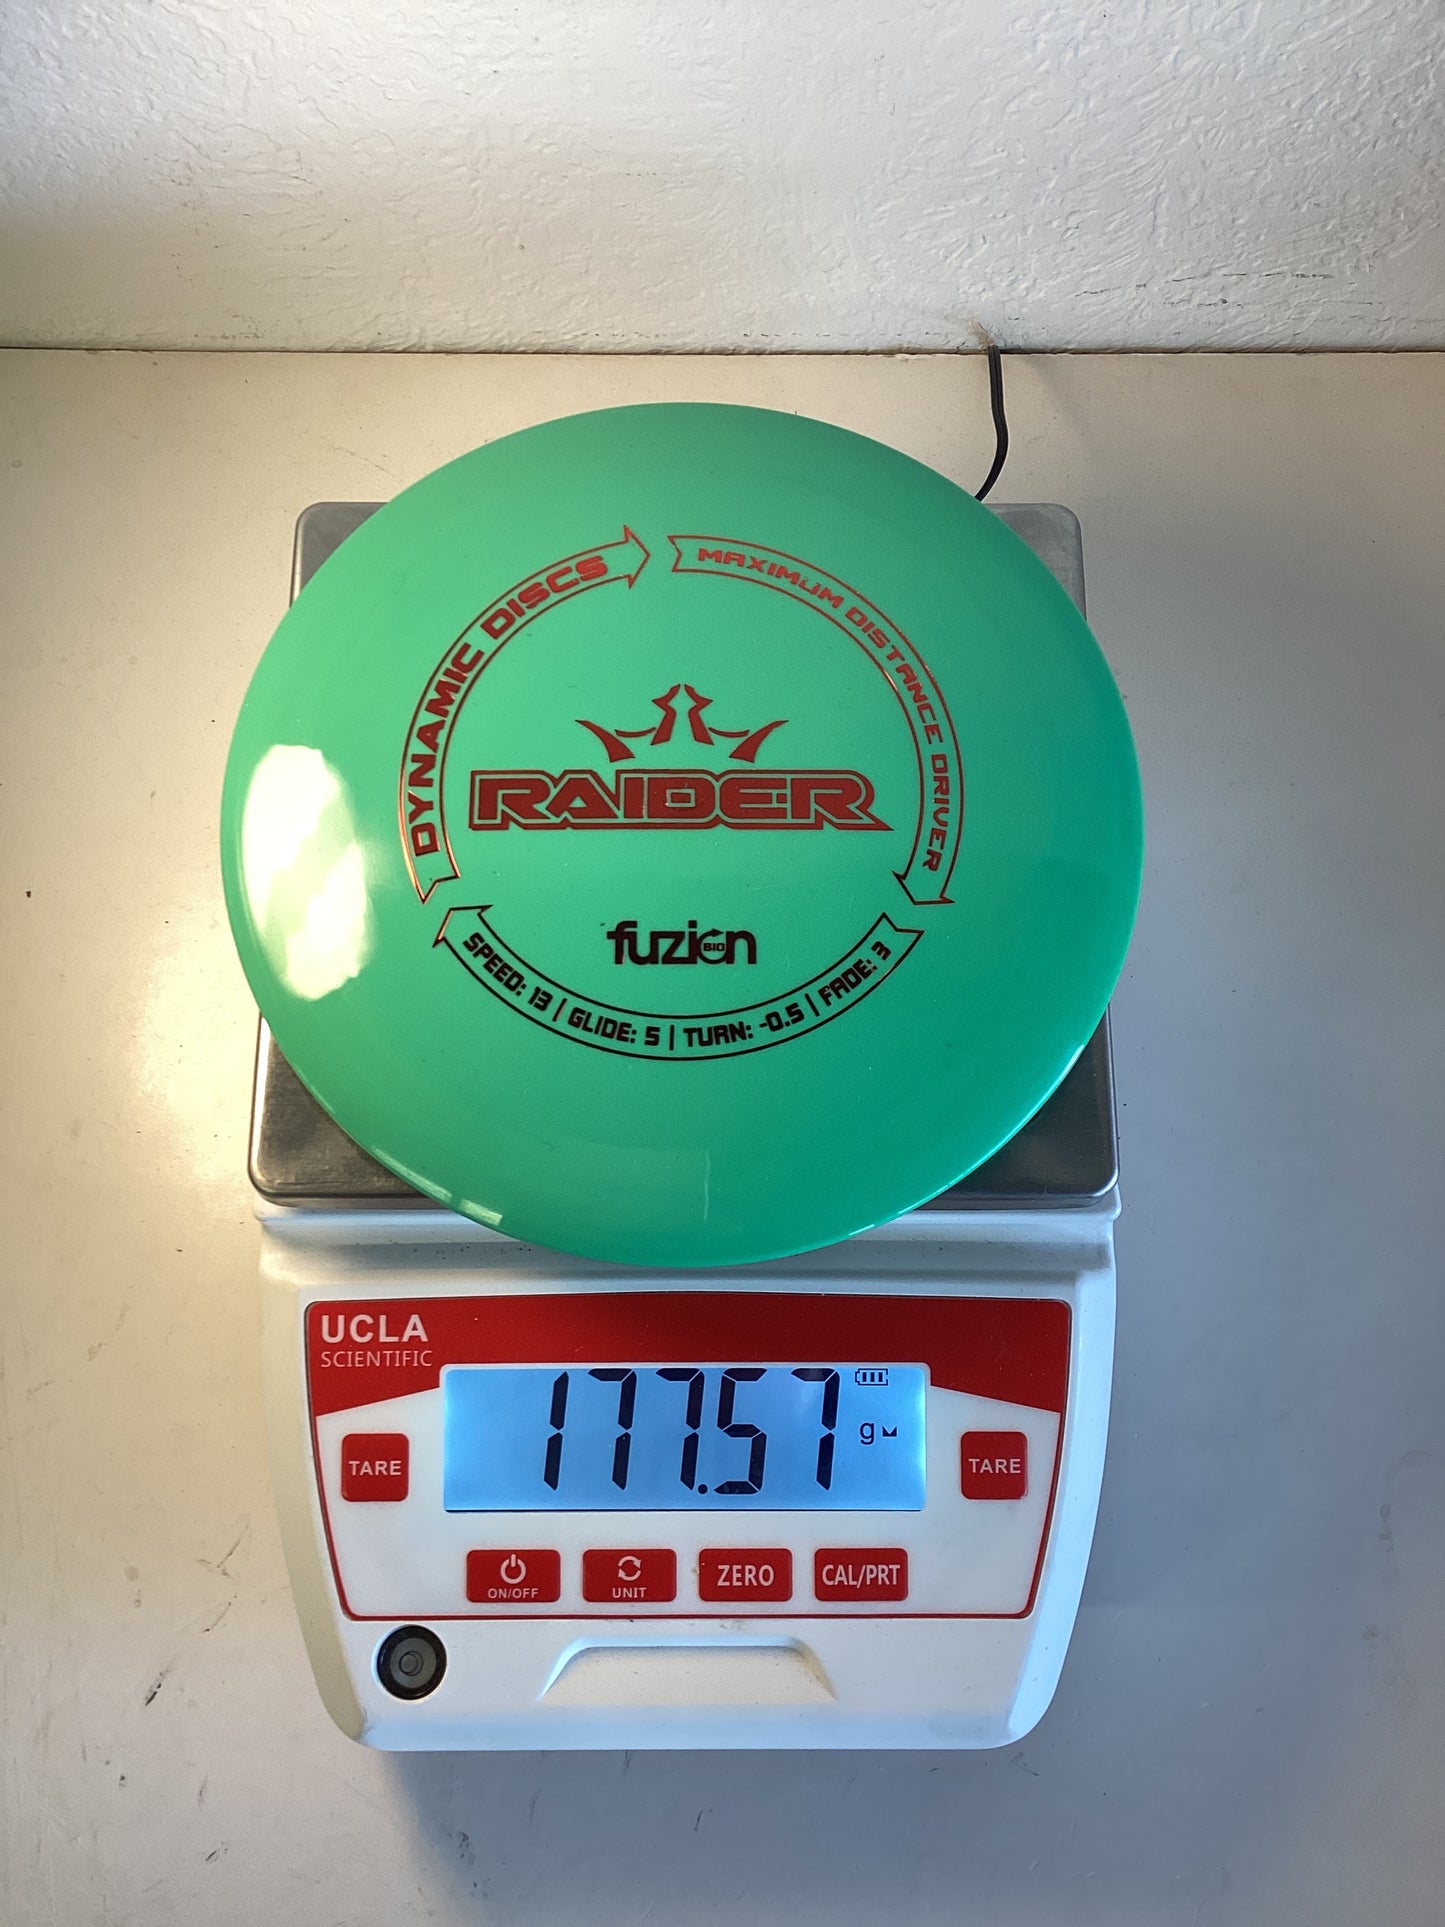 DYNAMIC DISCS
MAXIMUM DISTANCE DRIVER
RAIDER
fuzion
BIO
SPEED: 13 | GLIDE: 5 | TURN: -0.5 | FADE: 3
UCLA
SCIENTIFIC
177.57 g
TARE
TARE
ON/OFF
UNIT
ZERO
CAL/PRT